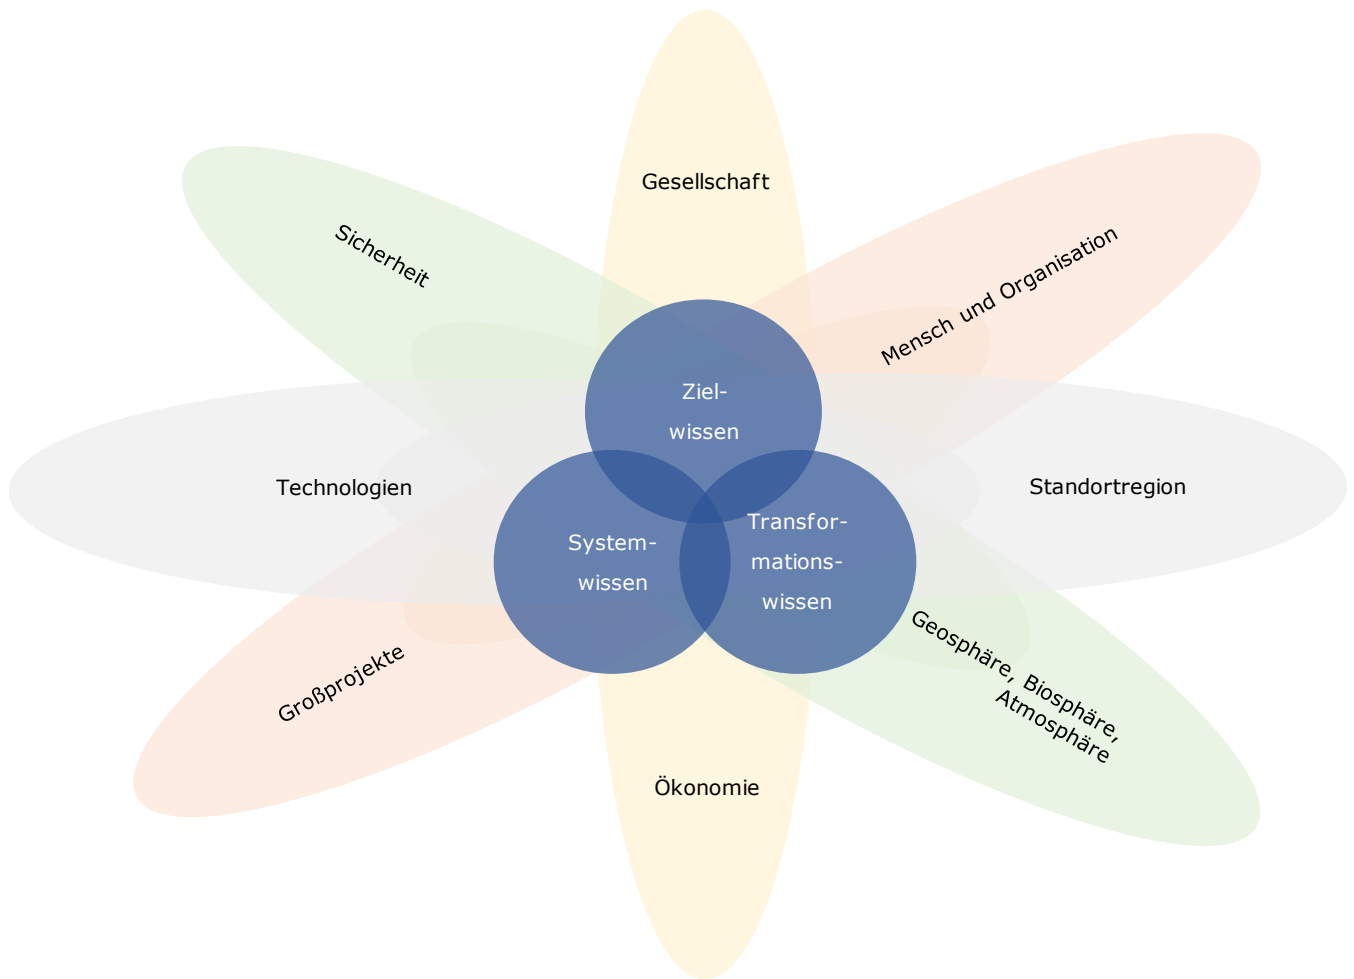 Gesellschaft
Sicherheit
Mensch und Organisation
Ziel-
wissen
Technologien
Standortregion
System-
wissen
Transfor-
mations-
wissen
Großprojekte
Geosphäre, Biosphäre,
Atmosphäre
Ökonomie